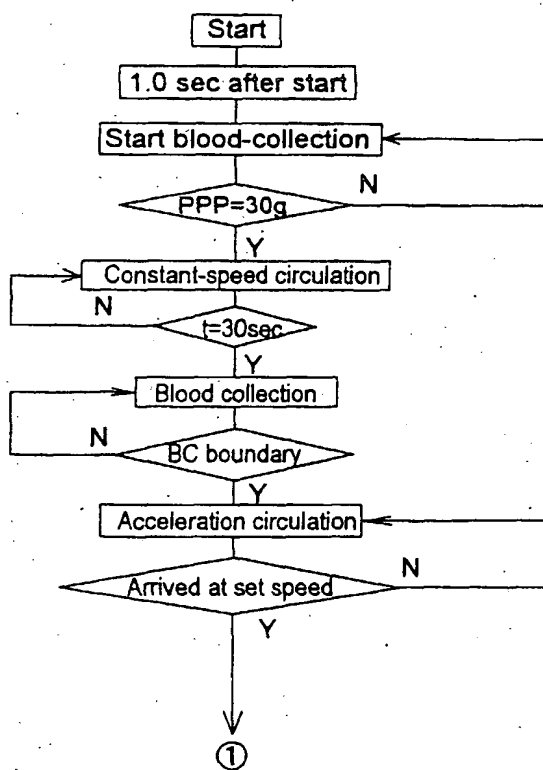 Start
1.0 sec after start
Start blood-collection
PPP=30g
N
Y
Constant-speed circulation
N
t=30sec
Y
Blood collection
N
BC boundary
Y
Acceleration circulation
Arrived at set speed
N
Y
①